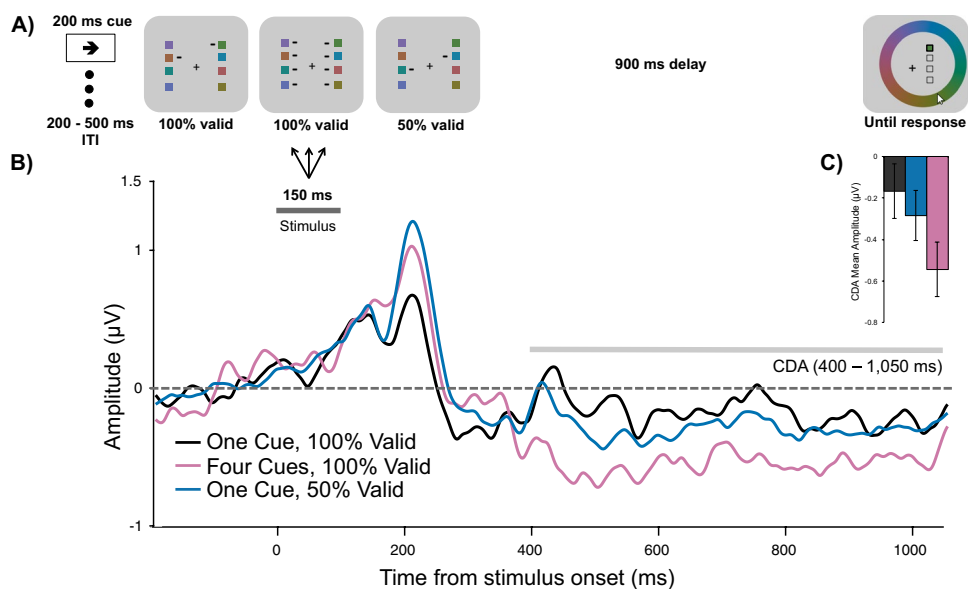 A)
200 ms cue
200 - 500 ms
ITI
100% valid
100% valid
50% valid
900 ms delay
Until response
B)
150 ms
Stimulus
C)
0
-0.2
-0.4
-0.6
-0.8
CDA Mean Amplitude (µV)
1.5
1
0
-1
Amplitude (µV)
CDA (400 – 1,050 ms)
One Cue, 100% Valid
Four Cues, 100% Valid
One Cue, 50% Valid
0 200 400 600 800 1000
Time from stimulus onset (ms)